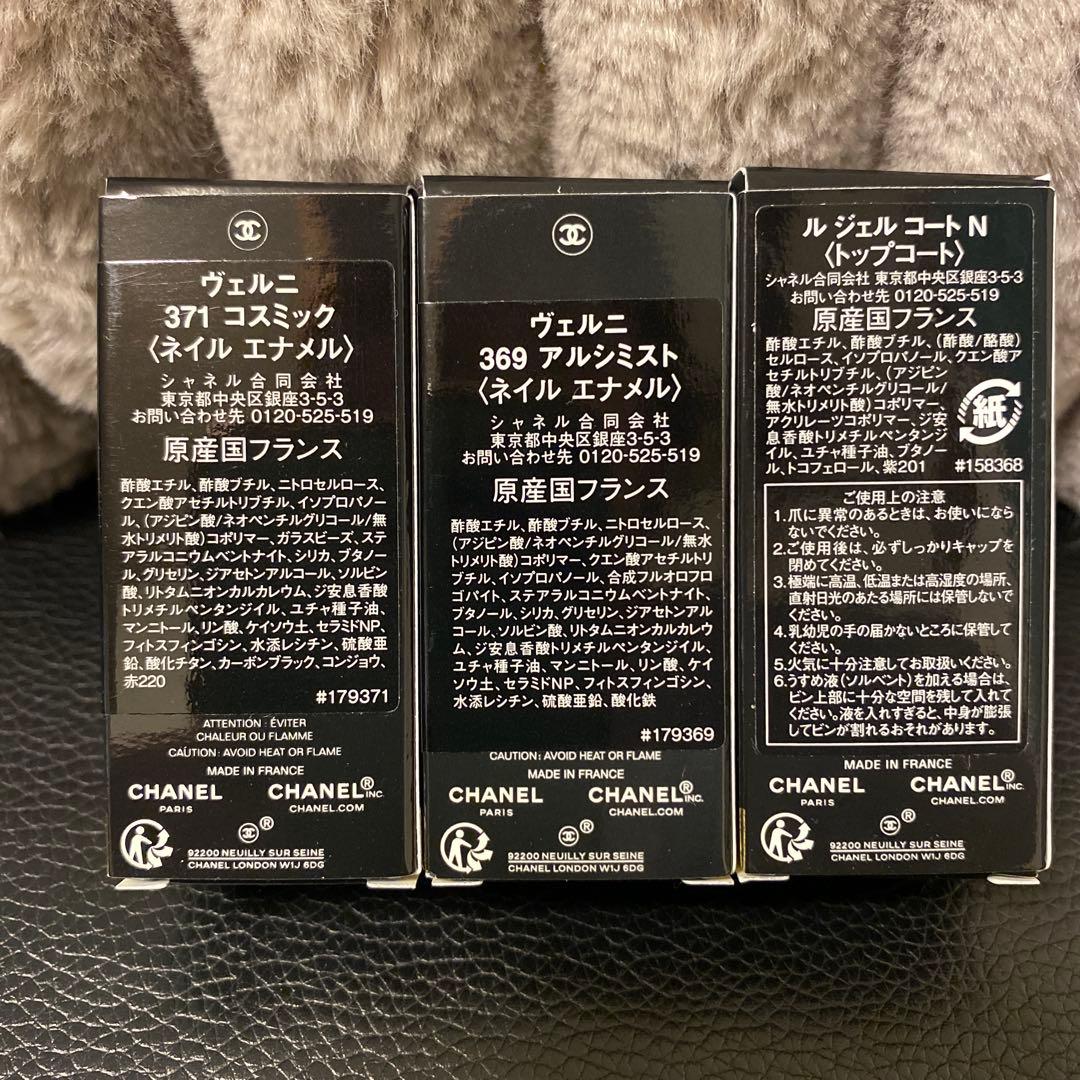 ヴェルニ
371 コスミック
〈ネイル エナメル〉
シャネル合同会社
東京都中央区銀座3-5-3
お問い合わせ先 0120-525-519
原産国フランス
酢酸エチル、酢酸ブチル、ニトロセルロース、
クエン酸アセチルトリブチル、イソプロパノー
ル、(アジピン酸/ネオペンチルグリコール/無
水トリメリト酸)コポリマー、ガラスビーズ、ステ
アラルコニウムベントナイト、シリカ、ブタノー
ル、グリセリン、ジアセトンアルコール、ソルビン
酸、リトタムニオンカルカレウム、ジ安息香酸
トリメチルペンタンジイル、ユチャ種子油、
マンニトール、リン酸、ケイソウ土、セラミドNP、
フィトスフィンゴシン、水添レシチン、硫酸亜
鉛、酸化チタン、カーボンブラック、コンジョウ、
赤220
#179371
ATTENTION : ÉVITER
CHALEUR OU FLAMME
CAUTION: AVOID HEAT OR FLAME
MADE IN FRANCE
CHANEL CHANEL®
PARIS INC.
CHANEL.COM
®
92200 NEUILLY SUR SEINE
CHANEL LONDON W1J 6DG
ヴェルニ
369 アルシミスト
〈ネイル エナメル〉
シャネル合同会社
東京都中央区銀座3-5-3
お問い合わせ先 0120-525-519
原産国フランス
酢酸エチル、酢酸ブチル、ニトロセルロース、
(アジピン酸/ネオペンチルグリコール/無水
トリメリト酸)コポリマー、クエン酸アセチルトリ
ブチル、イソプロパノール、合成フルオロフロ
ゴパイト、ステアラルコニウムベントナイト、
ブタノール、シリカ、グリセリン、ジアセトンアル
コール、ソルビン酸、リトタムニオンカルカレウ
ム、ジ安息香酸トリメチルペンタンジイル、
ユチャ種子油、マンニトール、リン酸、ケイ
ソウ土、セラミドNP、フィトスフィンゴシン、
水添レシチン、硫酸亜鉛、酸化鉄
#179369
CAUTION: AVOID HEAT OR FLAME
MADE IN FRANCE
CHANEL CHANEL®
PARIS INC.
CHANEL.COM
®
92200 NEUILLY SUR SEINE
CHANEL LONDON W1J 6DG
ル ジェル コート N
〈トップコート〉
シャネル合同会社 東京都中央区銀座3-5-3
お問い合わせ先 0120-525-519
原産国フランス
酢酸エチル、酢酸ブチル、(酢酸/酪酸)
セルロース、イソプロパノール、クエン酸ア
セチルトリブチル、(アジピン
酸/ネオペンチルグリコール/
無水トリメリト酸)コポリマー、
アクリレーツコポリマー、ジ安
息香酸トリメチルペンタンジ
イル、ユチャ種子油、ブタノー
ル、トコフェロール、紫201
紙
#158368
ご使用上の注意
1.爪に異常のあるときは、お使いになら
ないでください。
2.ご使用後は、必ずしっかりキャップを
閉めてください。
3.極端に高温、低温または高湿度の場所、
直射日光のあたる場所には保管しないで
ください。
4.乳幼児の手の届かないところに保管して
ください。
5.火気に十分注意してお取扱いください。
6.うすめ液(ソルベント)を加える場合は、
ビン上部に十分な空間を残して入れて
ください。液を入れすぎると、中身が膨張
してビンが割れるおそれがあります。
MADE IN FRANCE
CHANEL CHANEL®
PARIS INC.
CHANEL.COM
®
92200 NEUILLY SUR SEINE
CHANEL LONDON W1J 6DG